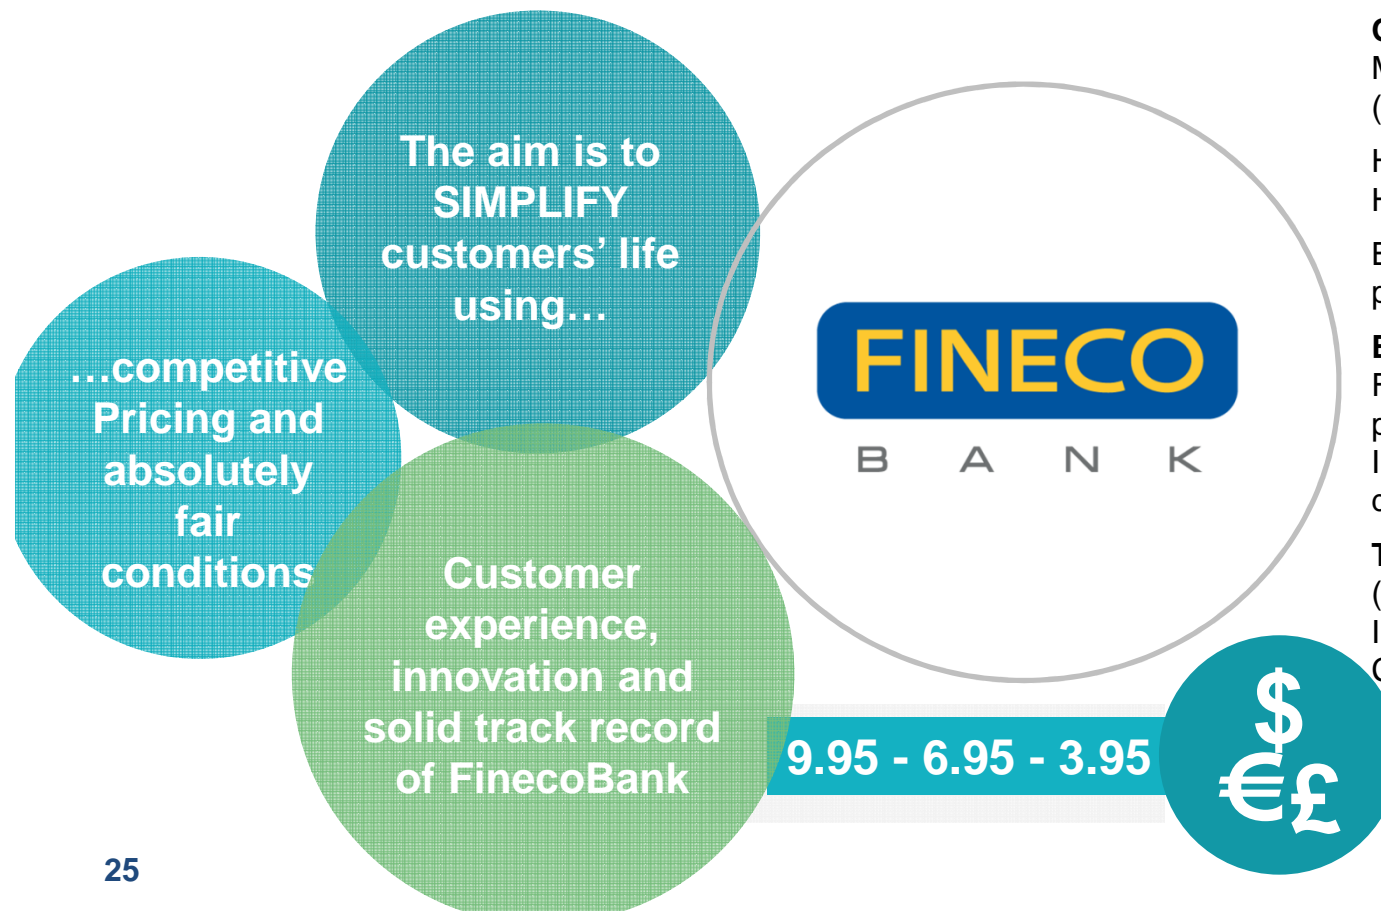 The aim is to
SIMPLIFY
customers’ life
using…
…competitive
Pricing and
absolutely
fair
conditions
Customer
experience,
innovation and
solid track record
of FinecoBank
FINECO
BANK
9.95 - 6.95 - 3.95
$
€£
25